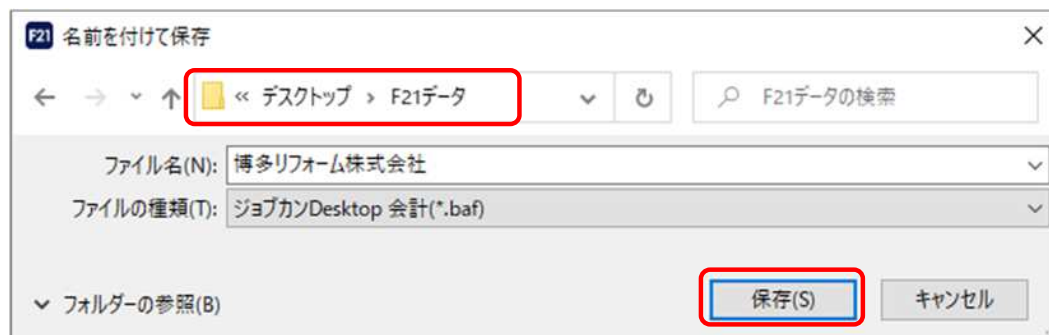 F21 名前を付けて保存
« デスクトップ › F21データ F21データの検索
ファイル名(N): 博多リフォーム株式会社
ファイルの種類(T): ジョブカンDesktop 会計(*.baf)
フォルダーの参照(B) 保存(S) キャンセル